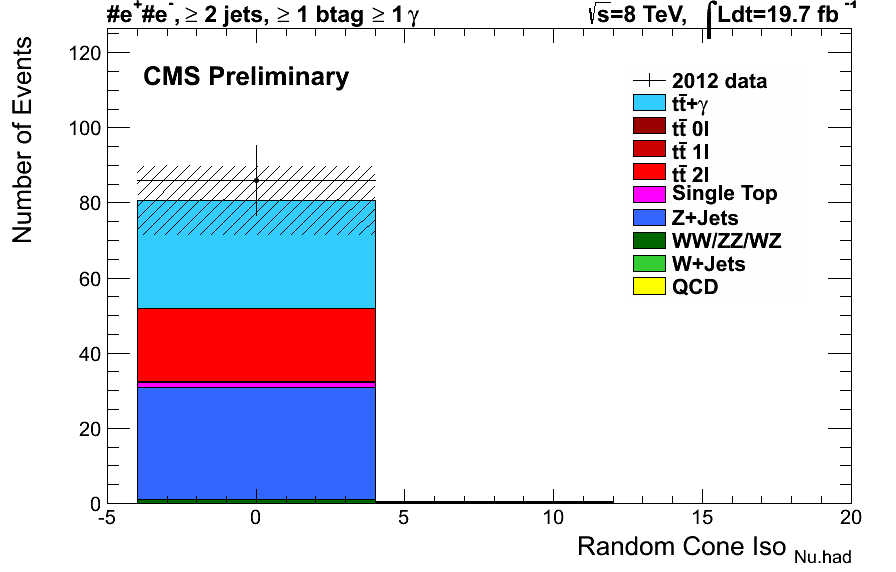 #e⁺#e⁻, ≥ 2 jets, ≥ 1 btag ≥ 1 γ
√s=8 TeV, ∫Ldt=19.7 fb⁻¹
CMS Preliminary
2012 data
tt̄+γ
tt̄ 0l
tt̄ 1l
tt̄ 2l
Single Top
Z+Jets
WW/ZZ/WZ
W+Jets
QCD
Number of Events
120
100
80
60
40
20
0
-5 0 5 10 15 20
Random Cone Iso Nu.had